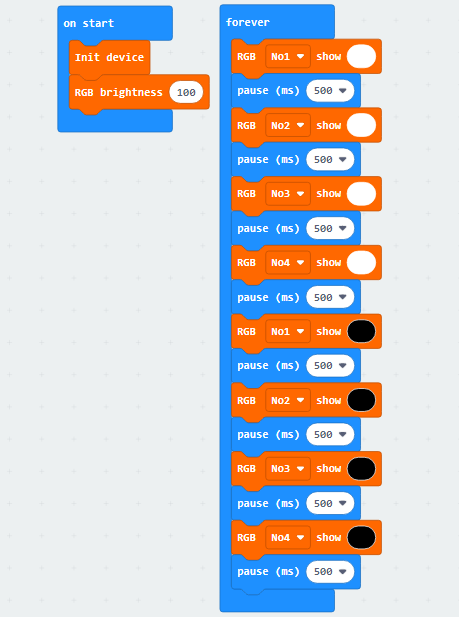 on start
Init device
RGB brightness 100
forever
RGB No1 show
pause (ms) 500
RGB No2 show
pause (ms) 500
RGB No3 show
pause (ms) 500
RGB No4 show
pause (ms) 500
RGB No1 show
pause (ms) 500
RGB No2 show
pause (ms) 500
RGB No3 show
pause (ms) 500
RGB No4 show
pause (ms) 500